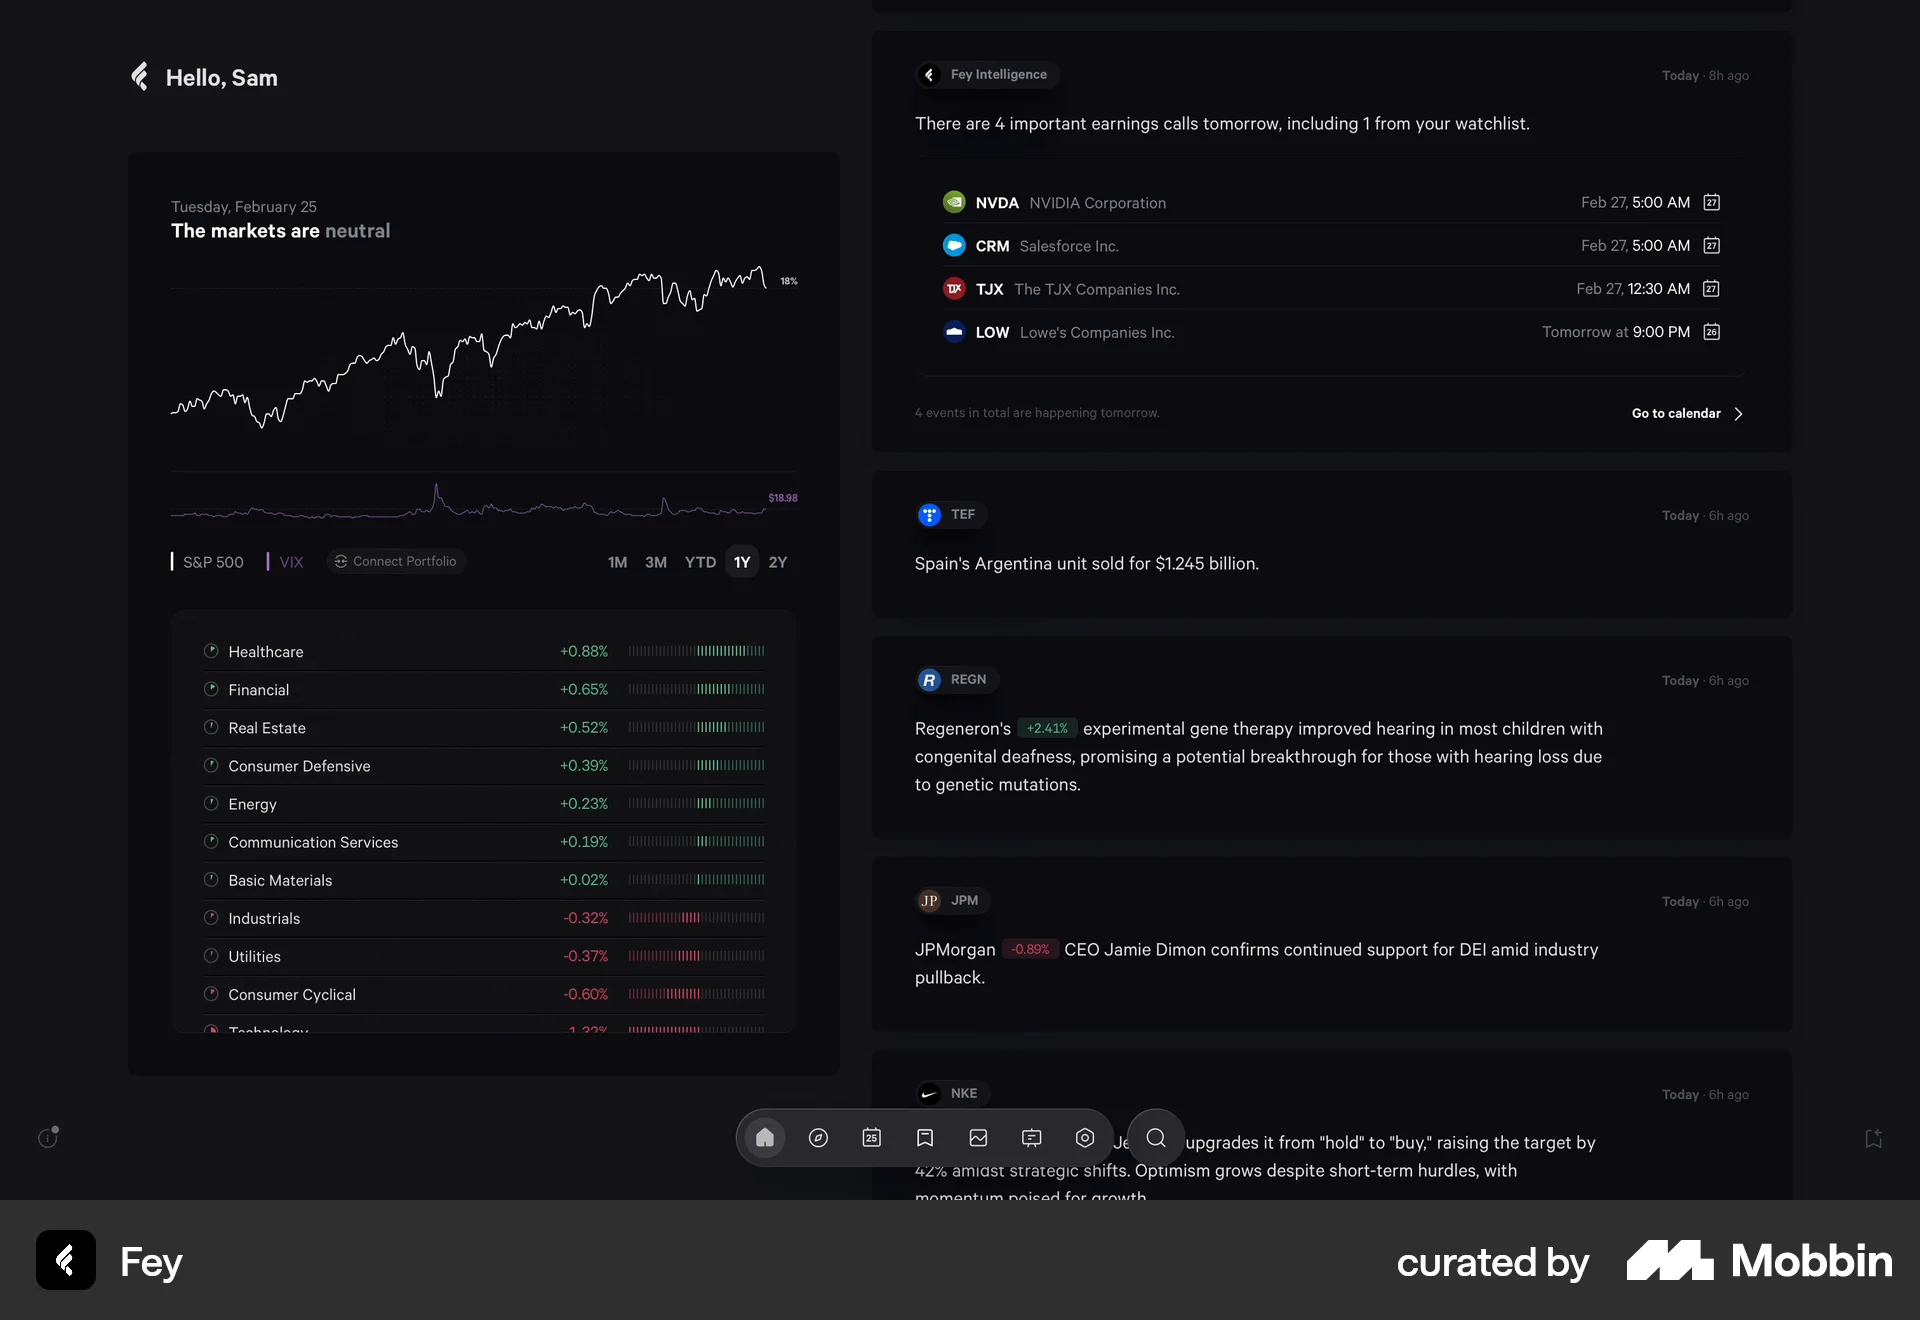 Hello, Sam
Tuesday, February 25
The markets are neutral
18%
$18.98
S&P 500
VIX
Connect Portfolio
1M
3M
YTD
1Y
2Y
Healthcare +0.88%
Financial +0.65%
Real Estate +0.52%
Consumer Defensive +0.39%
Energy +0.23%
Communication Services +0.19%
Basic Materials +0.02%
Industrials -0.32%
Utilities -0.37%
Consumer Cyclical -0.60%
Technology -1.32%
Fey Intelligence
Today · 8h ago
There are 4 important earnings calls tomorrow, including 1 from your watchlist.
NVDA NVIDIA Corporation Feb 27, 5:00 AM 27
CRM Salesforce Inc. Feb 27, 5:00 AM 27
TJX TJX The TJX Companies Inc. Feb 27, 12:30 AM 27
LOW Lowe's Companies Inc. Tomorrow at 9:00 PM 26
4 events in total are happening tomorrow.
Go to calendar
TEF
Today · 6h ago
Spain's Argentina unit sold for $1.245 billion.
R REGN
Today · 6h ago
Regeneron's +2.41% experimental gene therapy improved hearing in most children with
congenital deafness, promising a potential breakthrough for those with hearing loss due
to genetic mutations.
JP JPM
Today · 6h ago
JPMorgan -0.89% CEO Jamie Dimon confirms continued support for DEI amid industry
pullback.
NKE
Today · 6h ago
upgrades it from "hold" to "buy," raising the target by
42% amidst strategic shifts. Optimism grows despite short-term hurdles, with
momentum poised for growth.
25
Fey
curated by Mobbin